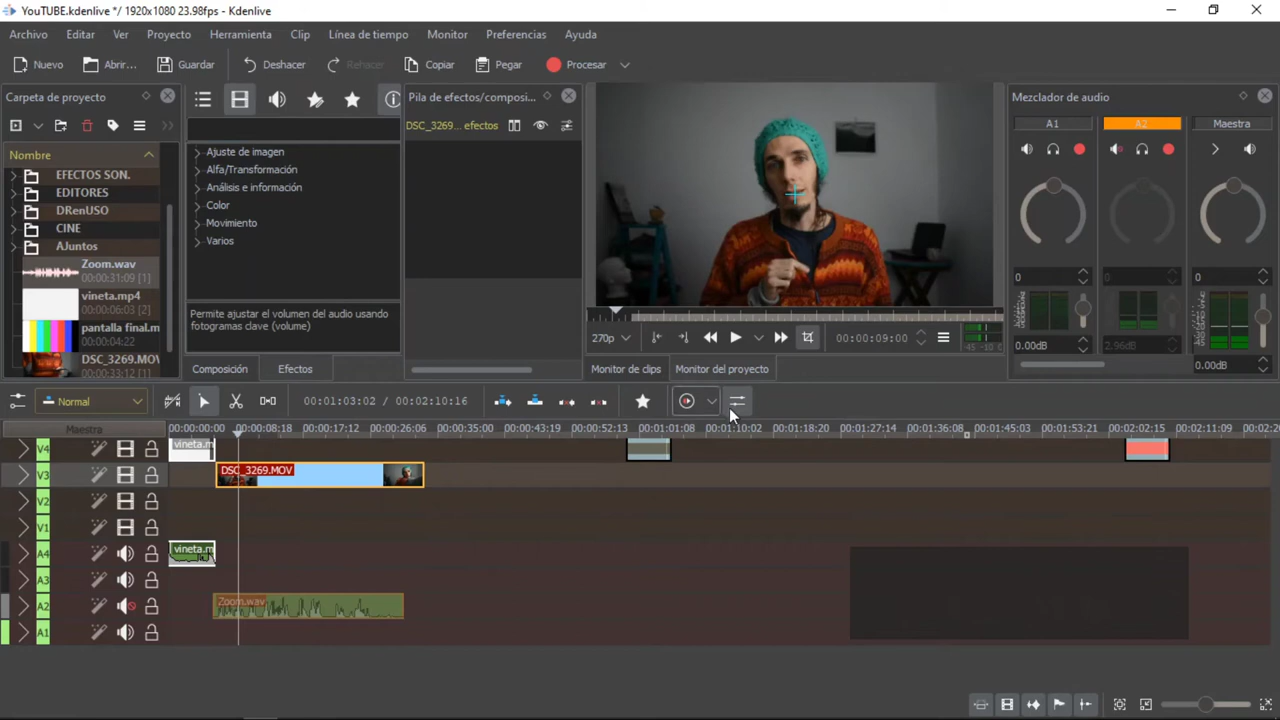 YouTUBE.kdenlive */ 1920x1080 23.98fps - Kdenlive
Archivo Editar Ver Proyecto Herramienta Clip Línea de tiempo Monitor Preferencias Ayuda
Nuevo Abrir... Guardar Deshacer Rehacer Copiar Pegar Procesar
Carpeta de proyecto
Pila de efectos/composi...
Mezclador de audio
DSC_3269... efectos
A1 A2 Maestra
Nombre
EFECTOS SON.
EDITORES
DRenUSO
CINE
AJuntos
Zoom.wav
00:00:31:09 [1]
vineta.mp4
00:00:06:03 [2]
pantalla final.m
00:00:04:22
DSC_3269.MOV
00:00:33:12 [1]
Ajuste de imagen
Alfa/Transformación
Análisis e información
Color
Movimiento
Varios
Permite ajustar el volumen del audio usando
fotogramas clave (volume)
Composición Efectos
270p 00:00:09:00 -45 -10 0
Monitor de clips Monitor del proyecto
0 0 0
0.00dB 2.96dB 0.00dB
Normal 00:01:03:02 / 00:02:10:16
Maestra
00:00:00:00 00:00:08:18 00:00:17:12 00:00:26:06 00:00:35:00 00:00:43:19 00:00:52:13 00:01:01:08 00:01:10:02 00:01:18:20 00:01:27:14 00:01:36:08 00:01:45:03 00:01:53:21 00:02:02:15 00:02:11:09 00:02:20
V4 vineta.m
V3 DSC_3269.MOV
V2
V1
A4 vineta.m
A3
A2 Zoom.wav
A1